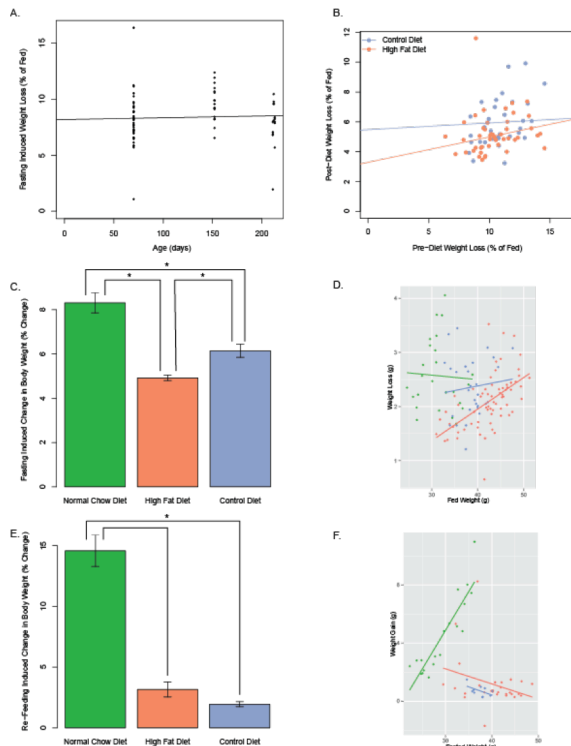 A.
Fasting Induced Weight Loss (% of Fed)
15
10
5
0
0 50 100 150 200
Age (days)
B.
Control Diet
High Fat Diet
Post-Diet Weight Loss (% of Fed)
12
10
8
6
4
2
0
0 5 10 15
Pre-Diet Weight Loss (% of Fed)
C.
Fasting Induced Change in Body Weight (% Change)
8
6
4
2
0
* * *
Normal Chow Diet High Fat Diet Control Diet
D.
Weight Loss (g)
4
3
2
1
30 40 50
Fed Weight (g)
E.
Re-Feeding Induced Change in Body Weight (% Change)
15
10
5
0
*
Normal Chow Diet High Fat Diet Control Diet
F.
Weight Gain (g)
0
30 40 50